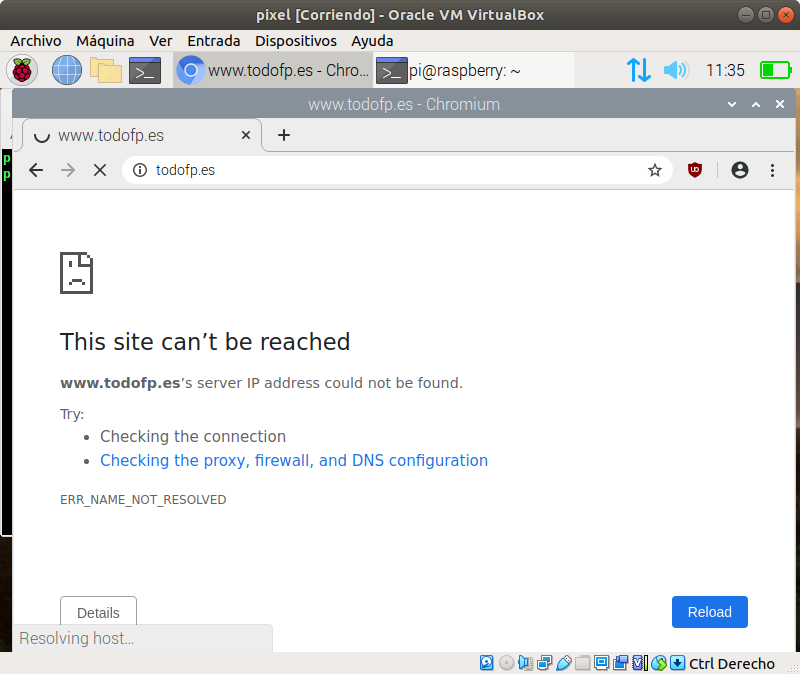 pixel [Corriendo] - Oracle VM VirtualBox
Archivo Máquina Ver Entrada Dispositivos Ayuda
www.todofp.es - Chro... pi@raspberry: ~ 11:35
www.todofp.es - Chromium
www.todofp.es
todofp.es
p
p
This site can’t be reached
www.todofp.es’s server IP address could not be found.
Try:
• Checking the connection
• Checking the proxy, firewall, and DNS configuration
ERR_NAME_NOT_RESOLVED
Details Reload
Resolving host...
Ctrl Derecho